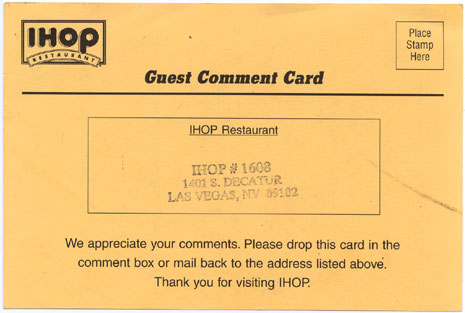 IHOP
RESTAURANT
Place
Stamp
Here
Guest Comment Card
IHOP Restaurant
IHOP # 1608
1401 S. DECATUR
LAS VEGAS, NV 89102
We appreciate your comments. Please drop this card in the
comment box or mail back to the address listed above.
Thank you for visiting IHOP.